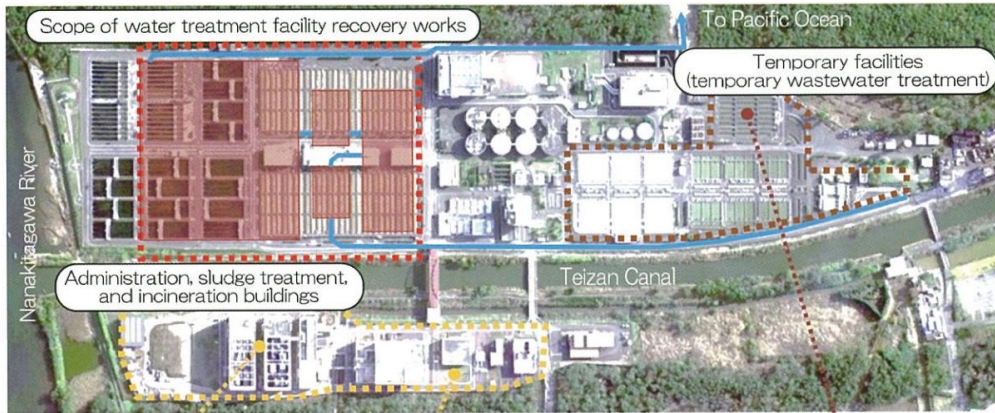 Scope of water treatment facility recovery works
To Pacific Ocean
Temporary facilities
(temporary wastewater treatment)
Nanakitagawa River
Administration, sludge treatment,
and incineration buildings
Teizan Canal